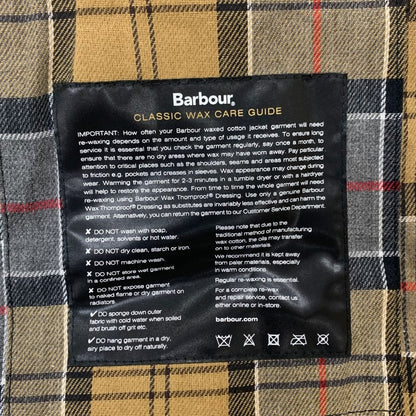 Barbour®
CLASSIC WAX CARE GUIDE
IMPORTANT: How often your Barbour waxed cotton jacket garment will need
re-waxing depends on the amount and type of usage it receives. To ensure long
service it is essential that you check the garment regularly, say once a month, to
ensure that there are no dry areas where wax may have worn away. Pay particular
attention to critical places such as the shoulders, seams and areas most subjected
to friction e.g. pockets and creases in sleeves. Wax appearance may change during
wear. Warming the garment for 2-3 minutes in a tumble dryer or with a hairdryer
will help to restore the appearance. From time to time the whole garment will need
re-waxing using Barbour Wax Thornproof® Dressing. Use only a genuine Barbour
Wax Thornproof® Dressing as substitutes are invariably less effective and can harm the
garment. Alternatively, you can return the garment to our Customer Service Department.
✗ DO NOT wash with soap,
detergent, solvents or hot water.
✗ DO NOT dry clean, starch or iron.
✗ DO NOT machine wash.
✗ DO NOT store wet garment
in a confined area.
✗ DO NOT expose garment
to naked flame or dry garment on
radiators.
✓ DO sponge down outer
fabric with cold water when soiled
and brush off grit etc.
✓ DO hang garment in a dry,
airy place to dry off naturally.
Please note that due to the
traditional method of manufacturing
wax cotton, the oils may transfer
on to other materials.
We recommend it is kept away
from paler materials, especially
in warm conditions.
Regular re-waxing is essential.
For a complete re-wax
and repair service, contact us
either online or in-store.
barbour.com